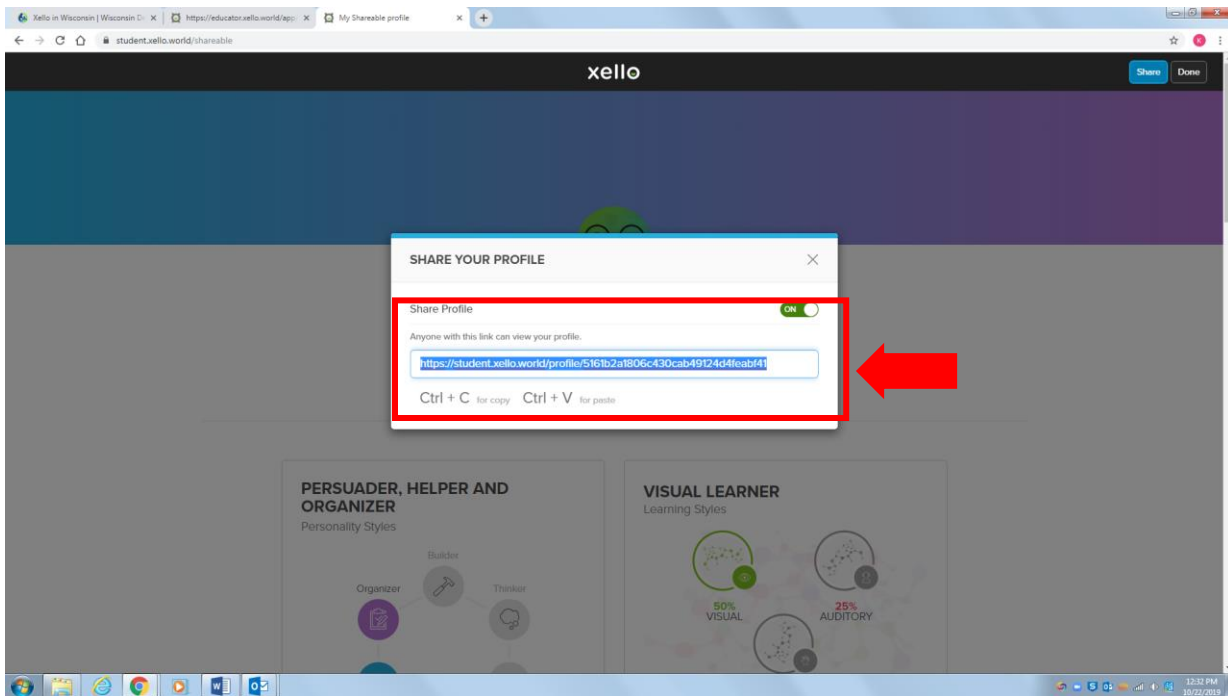 Xello in Wisconsin | Wisconsin D
https://educator.xello.world/app
My Shareable profile
student.xello.world/shareable
K
xello
Share
Done
SHARE YOUR PROFILE
Share Profile
ON
Anyone with this link can view your profile.
https://student.xello.world/profile/5161b2a1806c430cab49124d4feabf41
Ctrl + C for copy Ctrl + V for paste
PERSUADER, HELPER AND
ORGANIZER
Personality Styles
Builder
Organizer
Thinker
VISUAL LEARNER
Learning Styles
50%
VISUAL
25%
AUDITORY
12:32 PM
10/22/2019